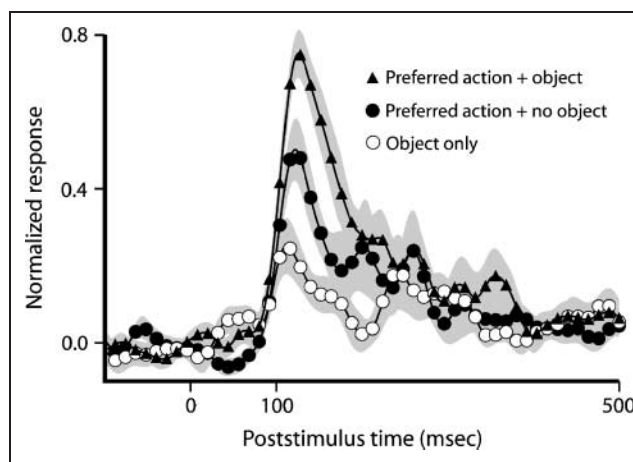 0.8
Preferred action + object
Preferred action + no object
Object only
Normalized response
0.4
0.0
0
100
500
Poststimulus time (msec)